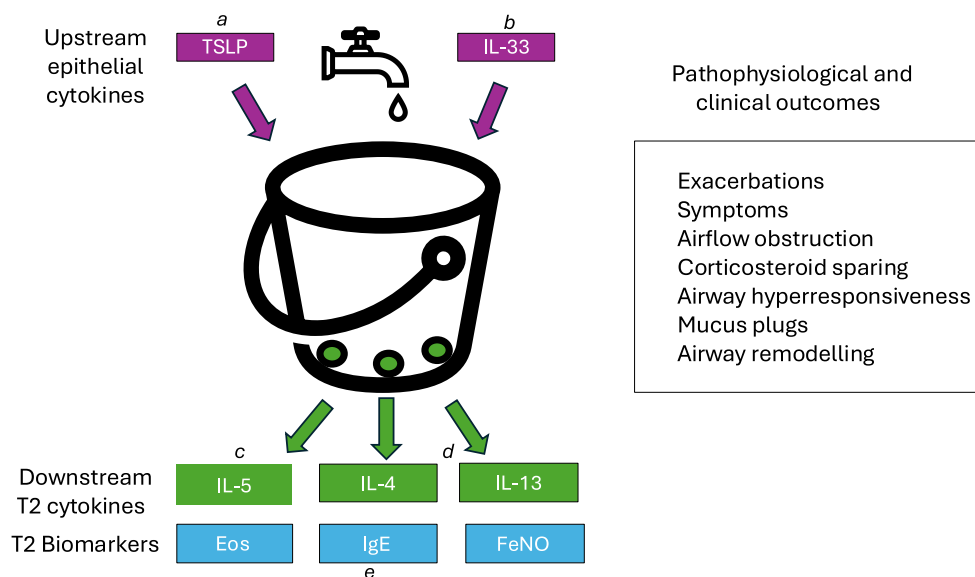 a
b
Upstream
epithelial
cytokines
TSLP
IL-33
Pathophysiological and
clinical outcomes
Exacerbations
Symptoms
Airflow obstruction
Corticosteroid sparing
Airway hyperresponsiveness
Mucus plugs
Airway remodelling
c
d
Downstream
T2 cytokines
IL-5
IL-4
IL-13
T2 Biomarkers
Eos
IgE
FeNO
e